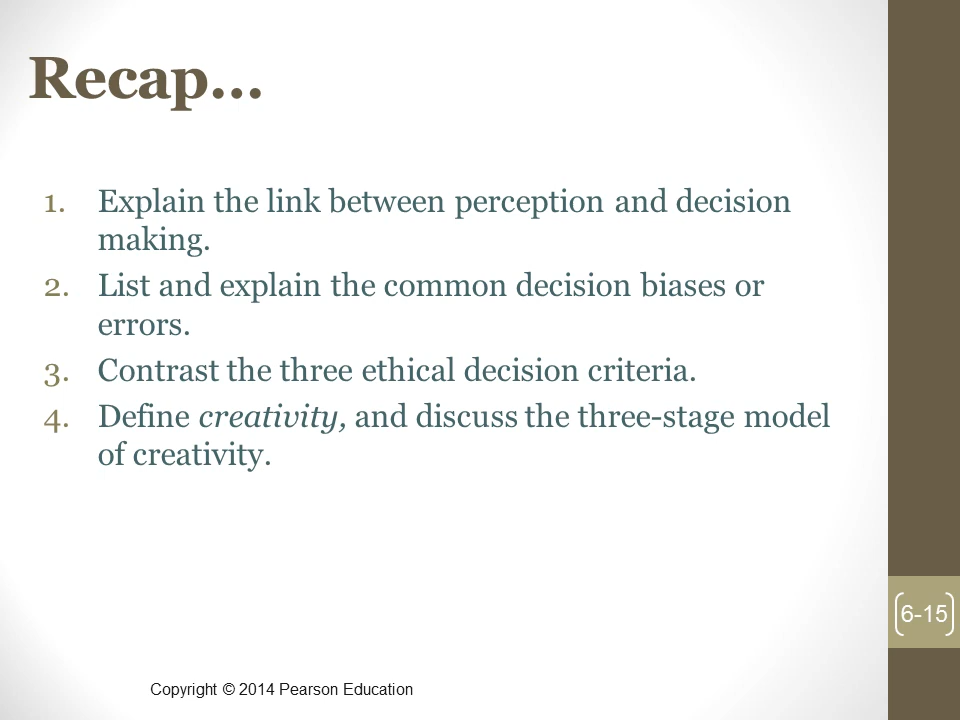 Recap...
1. Explain the link between perception and decision
making.
2. List and explain the common decision biases or
errors.
3. Contrast the three ethical decision criteria.
4. Define creativity, and discuss the three-stage model
of creativity.
6-15
Copyright © 2014 Pearson Education